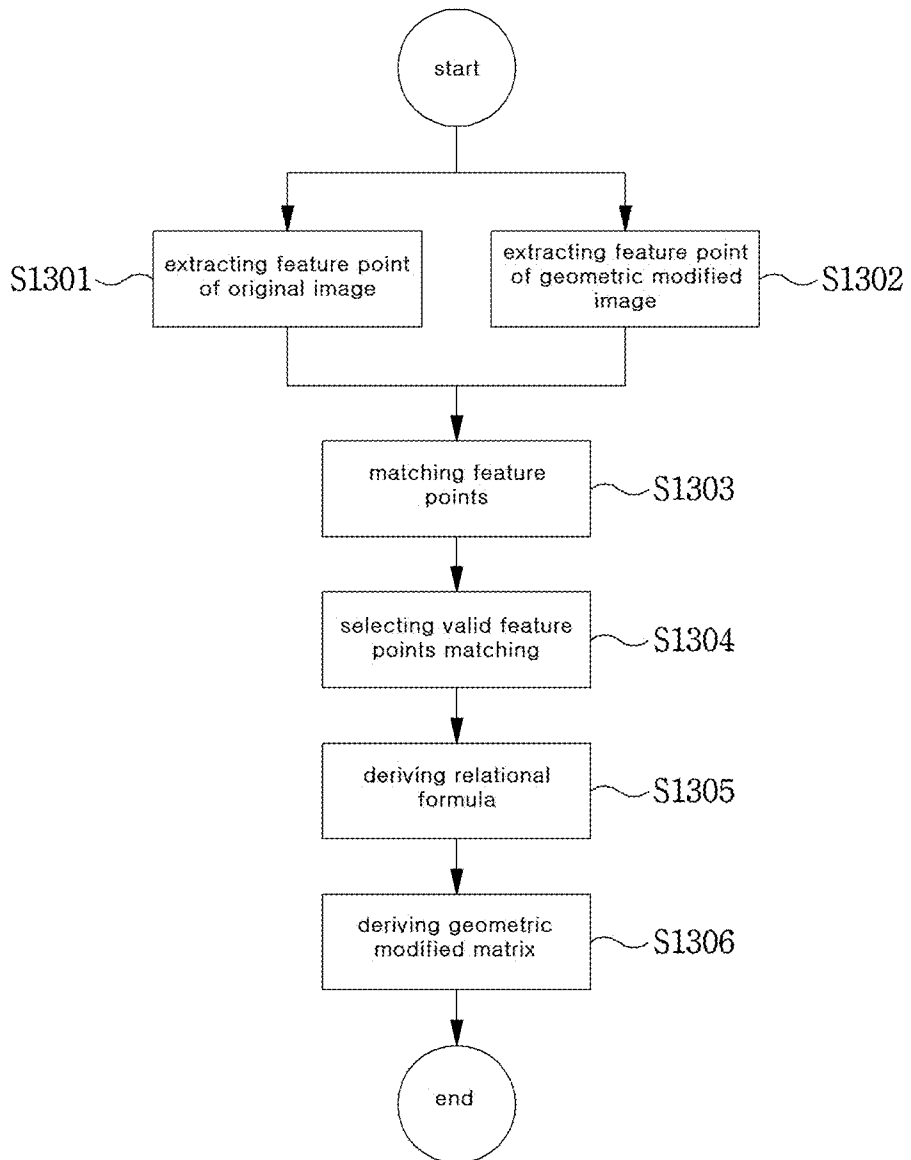 start
S1301
extracting feature point
of original image
extracting feature point
of geometric modified
image
S1302
matching feature
points
S1303
selecting valid feature
points matching
S1304
deriving relational
formula
S1305
deriving geometric
modified matrix
S1306
end